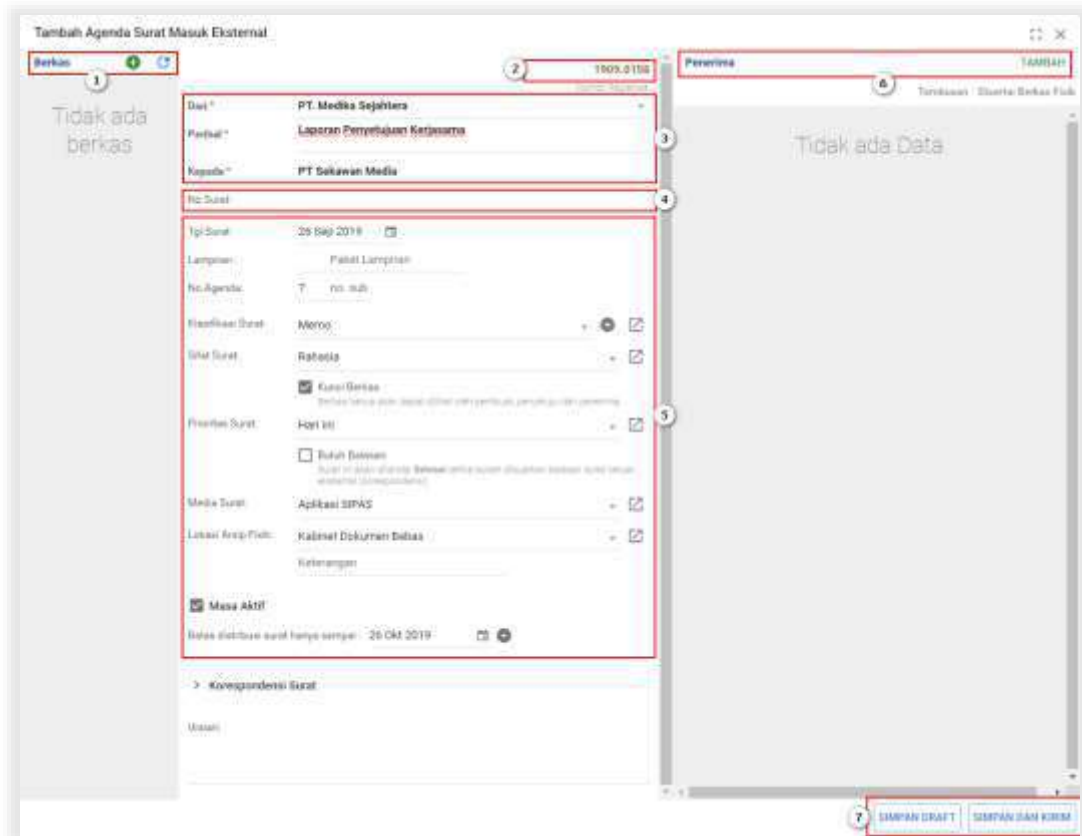 Tambah Agenda Surat Masuk Eksternal
Berkas
1
Tidak ada
berkas
2
1909.0156
Dari *
PT. Medika Sejahtera
Perihal *
Laporan Penyetujuan Kerjasama
3
Kepada *
PT Sekawan Media
No.Surat
4
Tgl Surat
26 Sep 2019
Lampiran
Paket Lampiran
No.Agenda
7
no. sub
Klasifikasi Surat
Memo
Sifat Surat
Rahasia
Kunci Berkas
5
Prioritas Surat
Hari ini
Butuh Balasan
Media Surat
Aplikasi SIPAS
Lokasi Arsip Fisik
Kabinet Dokumen Bebas
Keterangan
Masa Aktif
Batas distribusi surat hanya sampai
26 Okt 2019
> Korespondensi Surat
Uraian
Penerima
TAMBAH
6
Tembusan
Disertai Berkas Fisik
Tidak ada Data
7
SIMPAN DRAFT
SIMPAN DAN KIRIM